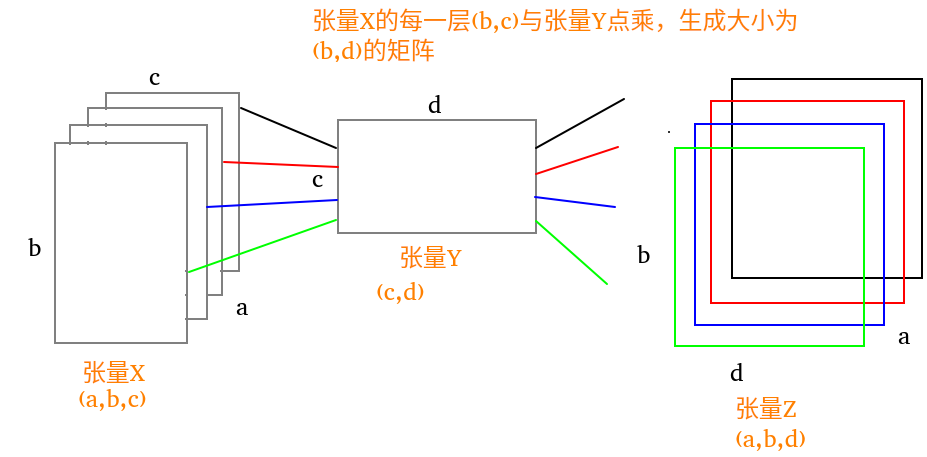 张量X的每一层(b,c)与张量Y点乘，生成大小为
(b,d)的矩阵
c
d
c
b
b
a
张量Y
(c,d)
a
张量X
(a,b,c)
d
张量Z
(a,b,d)